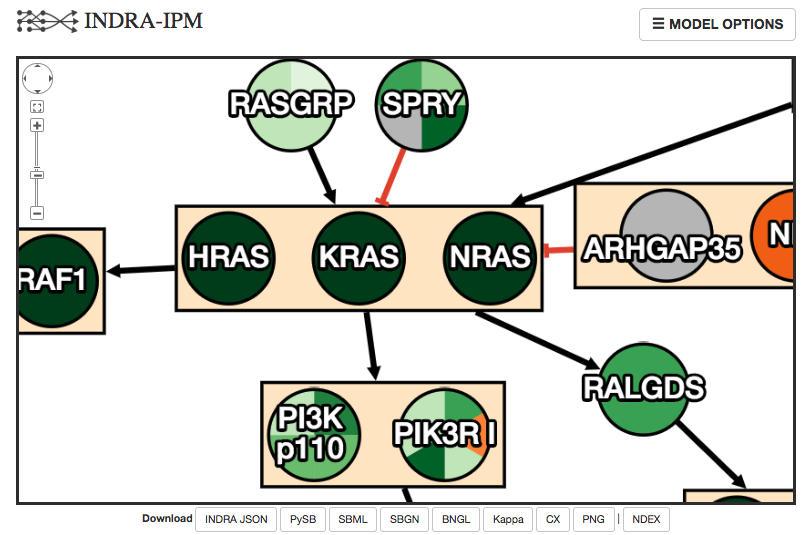 INDRA-IPM
☰ MODEL OPTIONS
RASGRP
SPRY
HRAS
KRAS
NRAS
ARHGAP35
RAF1
PI3K
p110
PIK3R1
RALGDS
Download INDRA JSON PySB SBML SBGN BNGL Kappa CX PNG | NDEX